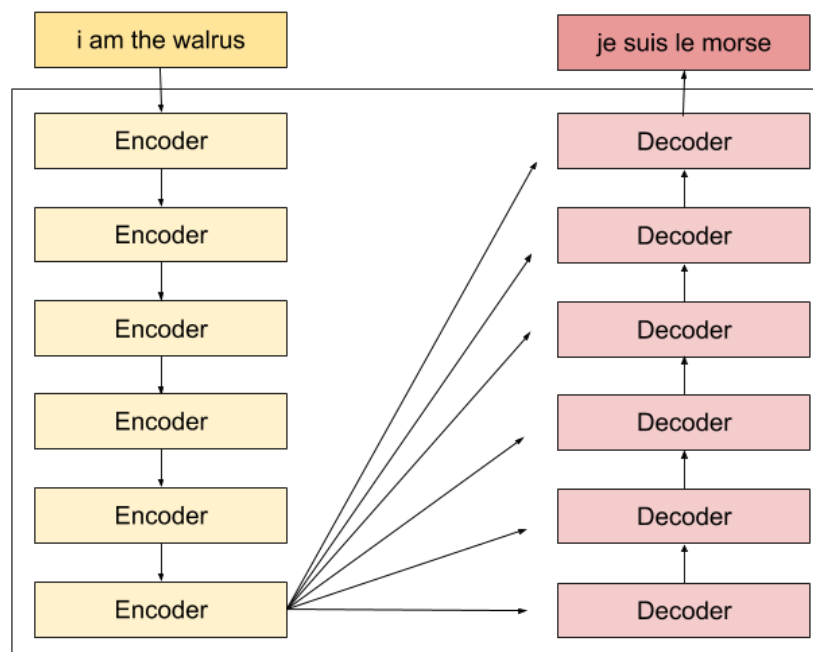 i am the walrus
Encoder
Encoder
Encoder
Encoder
Encoder
Encoder
je suis le morse
Decoder
Decoder
Decoder
Decoder
Decoder
Decoder